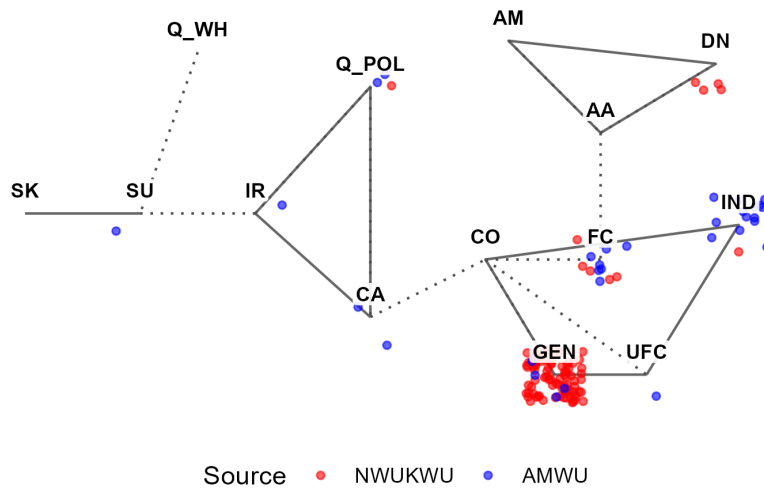 AM
Q_WH
DN
Q_POL
AA
SK
SU
IR
IND
CO
FC
CA
GEN
UFC
Source NWUKWU AMWU